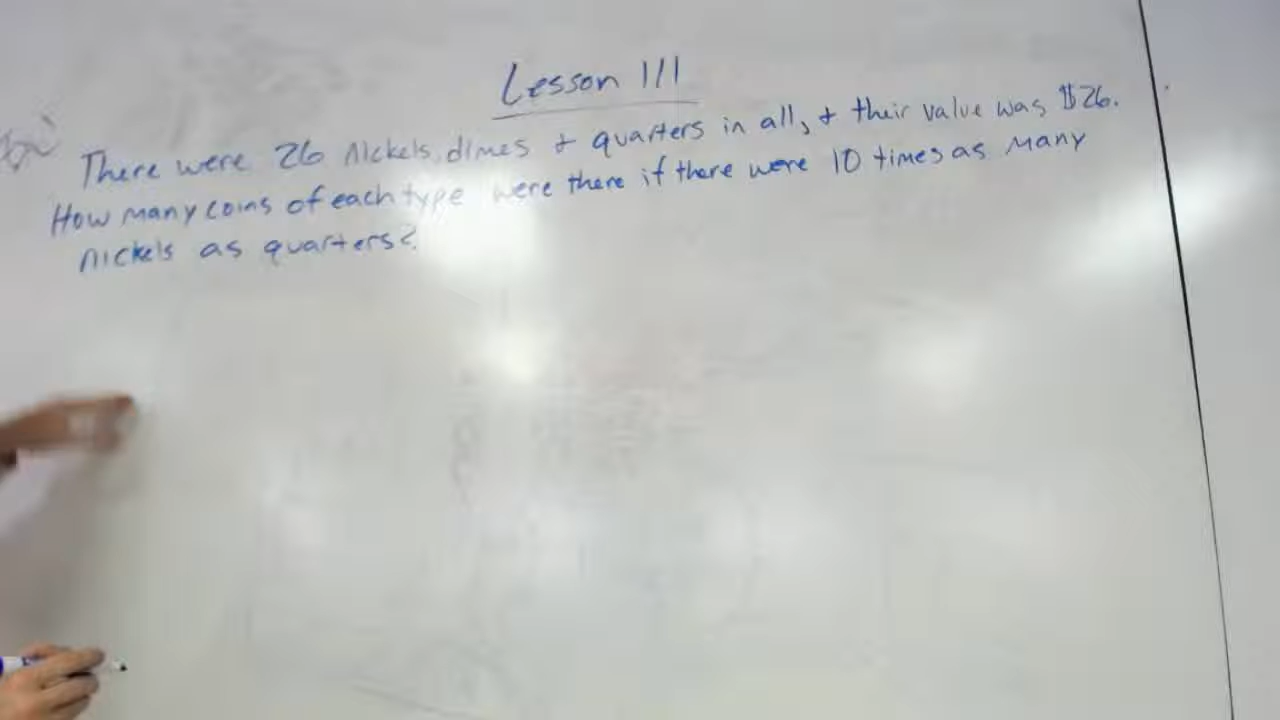 Lesson 111
There were 26 Nickels, dimes + quarters in all, + their value was $26.
How many coins of each type were there if there were 10 times as many
nickels as quarters?